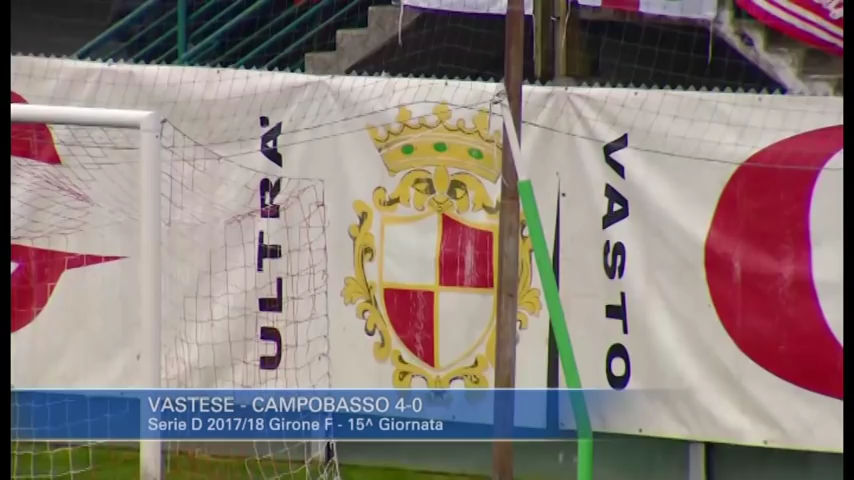 ULTRA'
VASTO
VASTESE - CAMPOBASSO 4-0
Serie D 2017/18 Girone F - 15^ Giornata